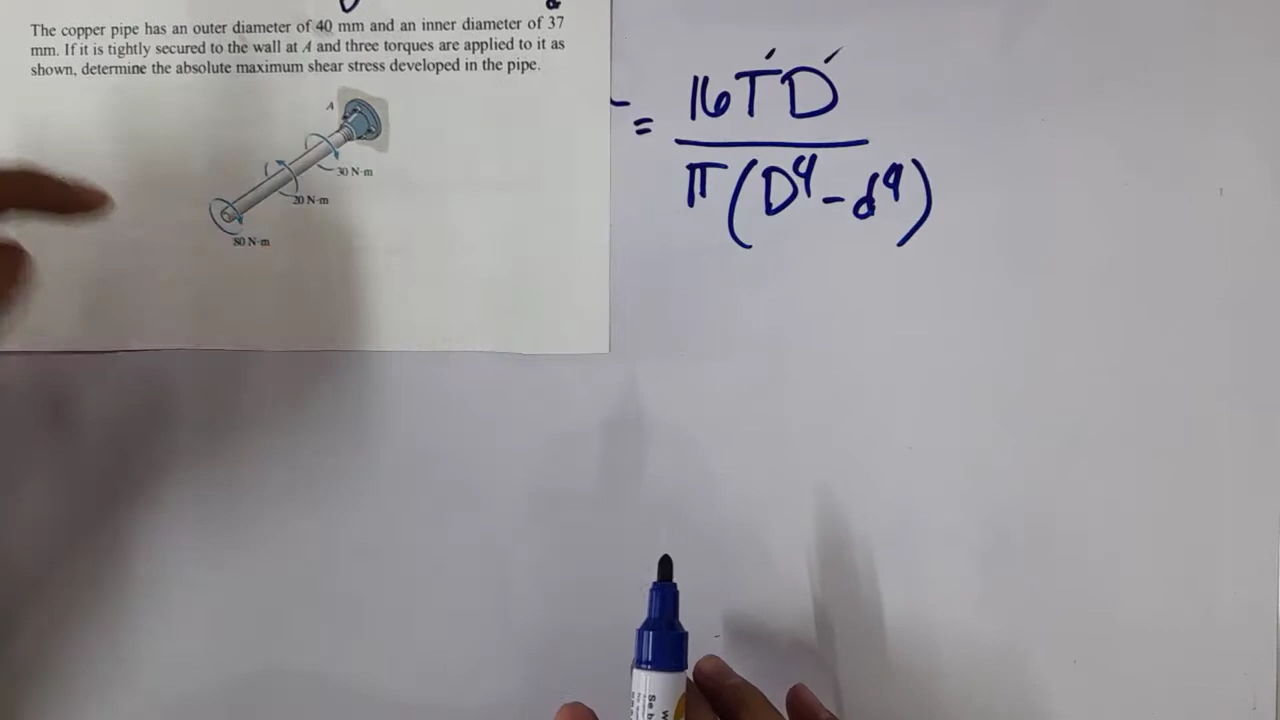 The copper pipe has an outer diameter of 40 mm and an inner diameter of 37
mm. If it is tightly secured to the wall at A and three torques are applied to it as
shown, determine the absolute maximum shear stress developed in the pipe.
A
30 N·m
20 N·m
80 N·m
= 16TD
π(D⁴-d⁴)